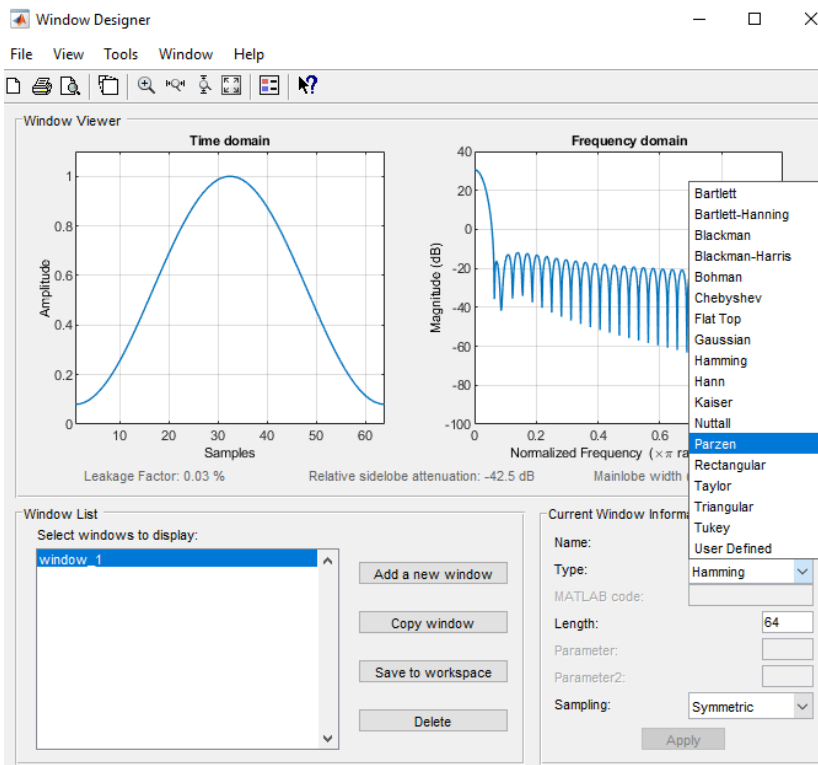 Window Designer
File View Tools Window Help
Window Viewer
Time domain
Amplitude
1
0.8
0.6
0.4
0.2
0
10 20 30 40 50 60
Samples
Frequency domain
Magnitude (dB)
40
20
0
-20
-40
-60
-80
-100
0 0.2 0.4 0.6
Normalized Frequency (×π ra
Leakage Factor: 0.03 % Relative sidelobe attenuation: -42.5 dB Mainlobe width
Bartlett
Bartlett-Hanning
Blackman
Blackman-Harris
Bohman
Chebyshev
Flat Top
Gaussian
Hamming
Hann
Kaiser
Nuttall
Parzen
Rectangular
Taylor
Triangular
Tukey
User Defined
Window List
Select windows to display:
window_1
Add a new window
Copy window
Save to workspace
Delete
Current Window Informa
Name:
Type: Hamming
MATLAB code:
Length: 64
Parameter:
Parameter2:
Sampling: Symmetric
Apply